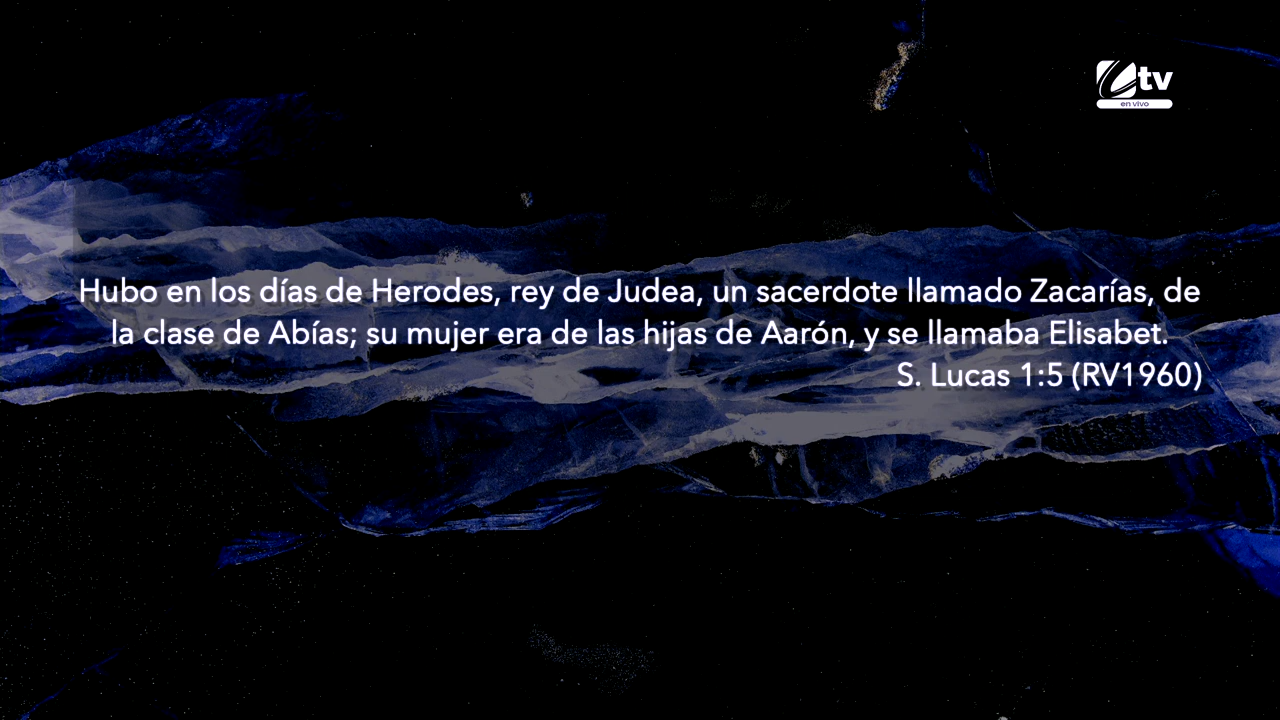 tv
en vivo
Hubo en los días de Herodes, rey de Judea, un sacerdote llamado Zacarías, de
la clase de Abías; su mujer era de las hijas de Aarón, y se llamaba Elisabet.
S. Lucas 1:5 (RV1960)